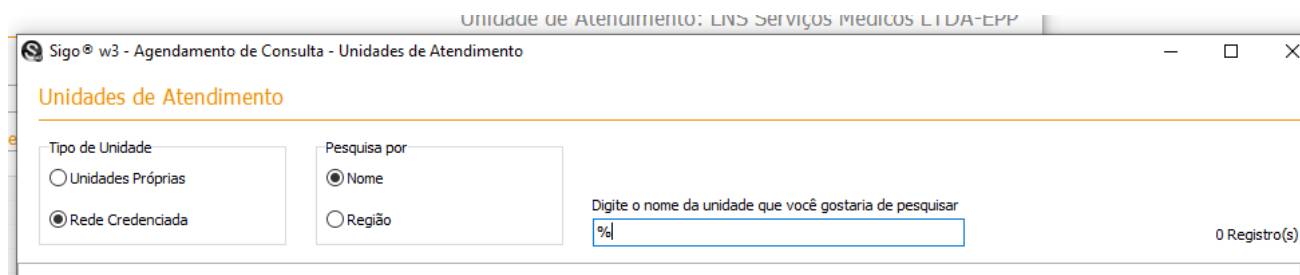 Unidade de Atendimento: LNS Serviços Médicos LTDA-EPP
Sigo® w3 - Agendamento de Consulta - Unidades de Atendimento
Unidades de Atendimento
Tipo de Unidade
Unidades Próprias
Rede Credenciada
Pesquisa por
Nome
Região
Digite o nome da unidade que você gostaria de pesquisar
%
0 Registro(s)